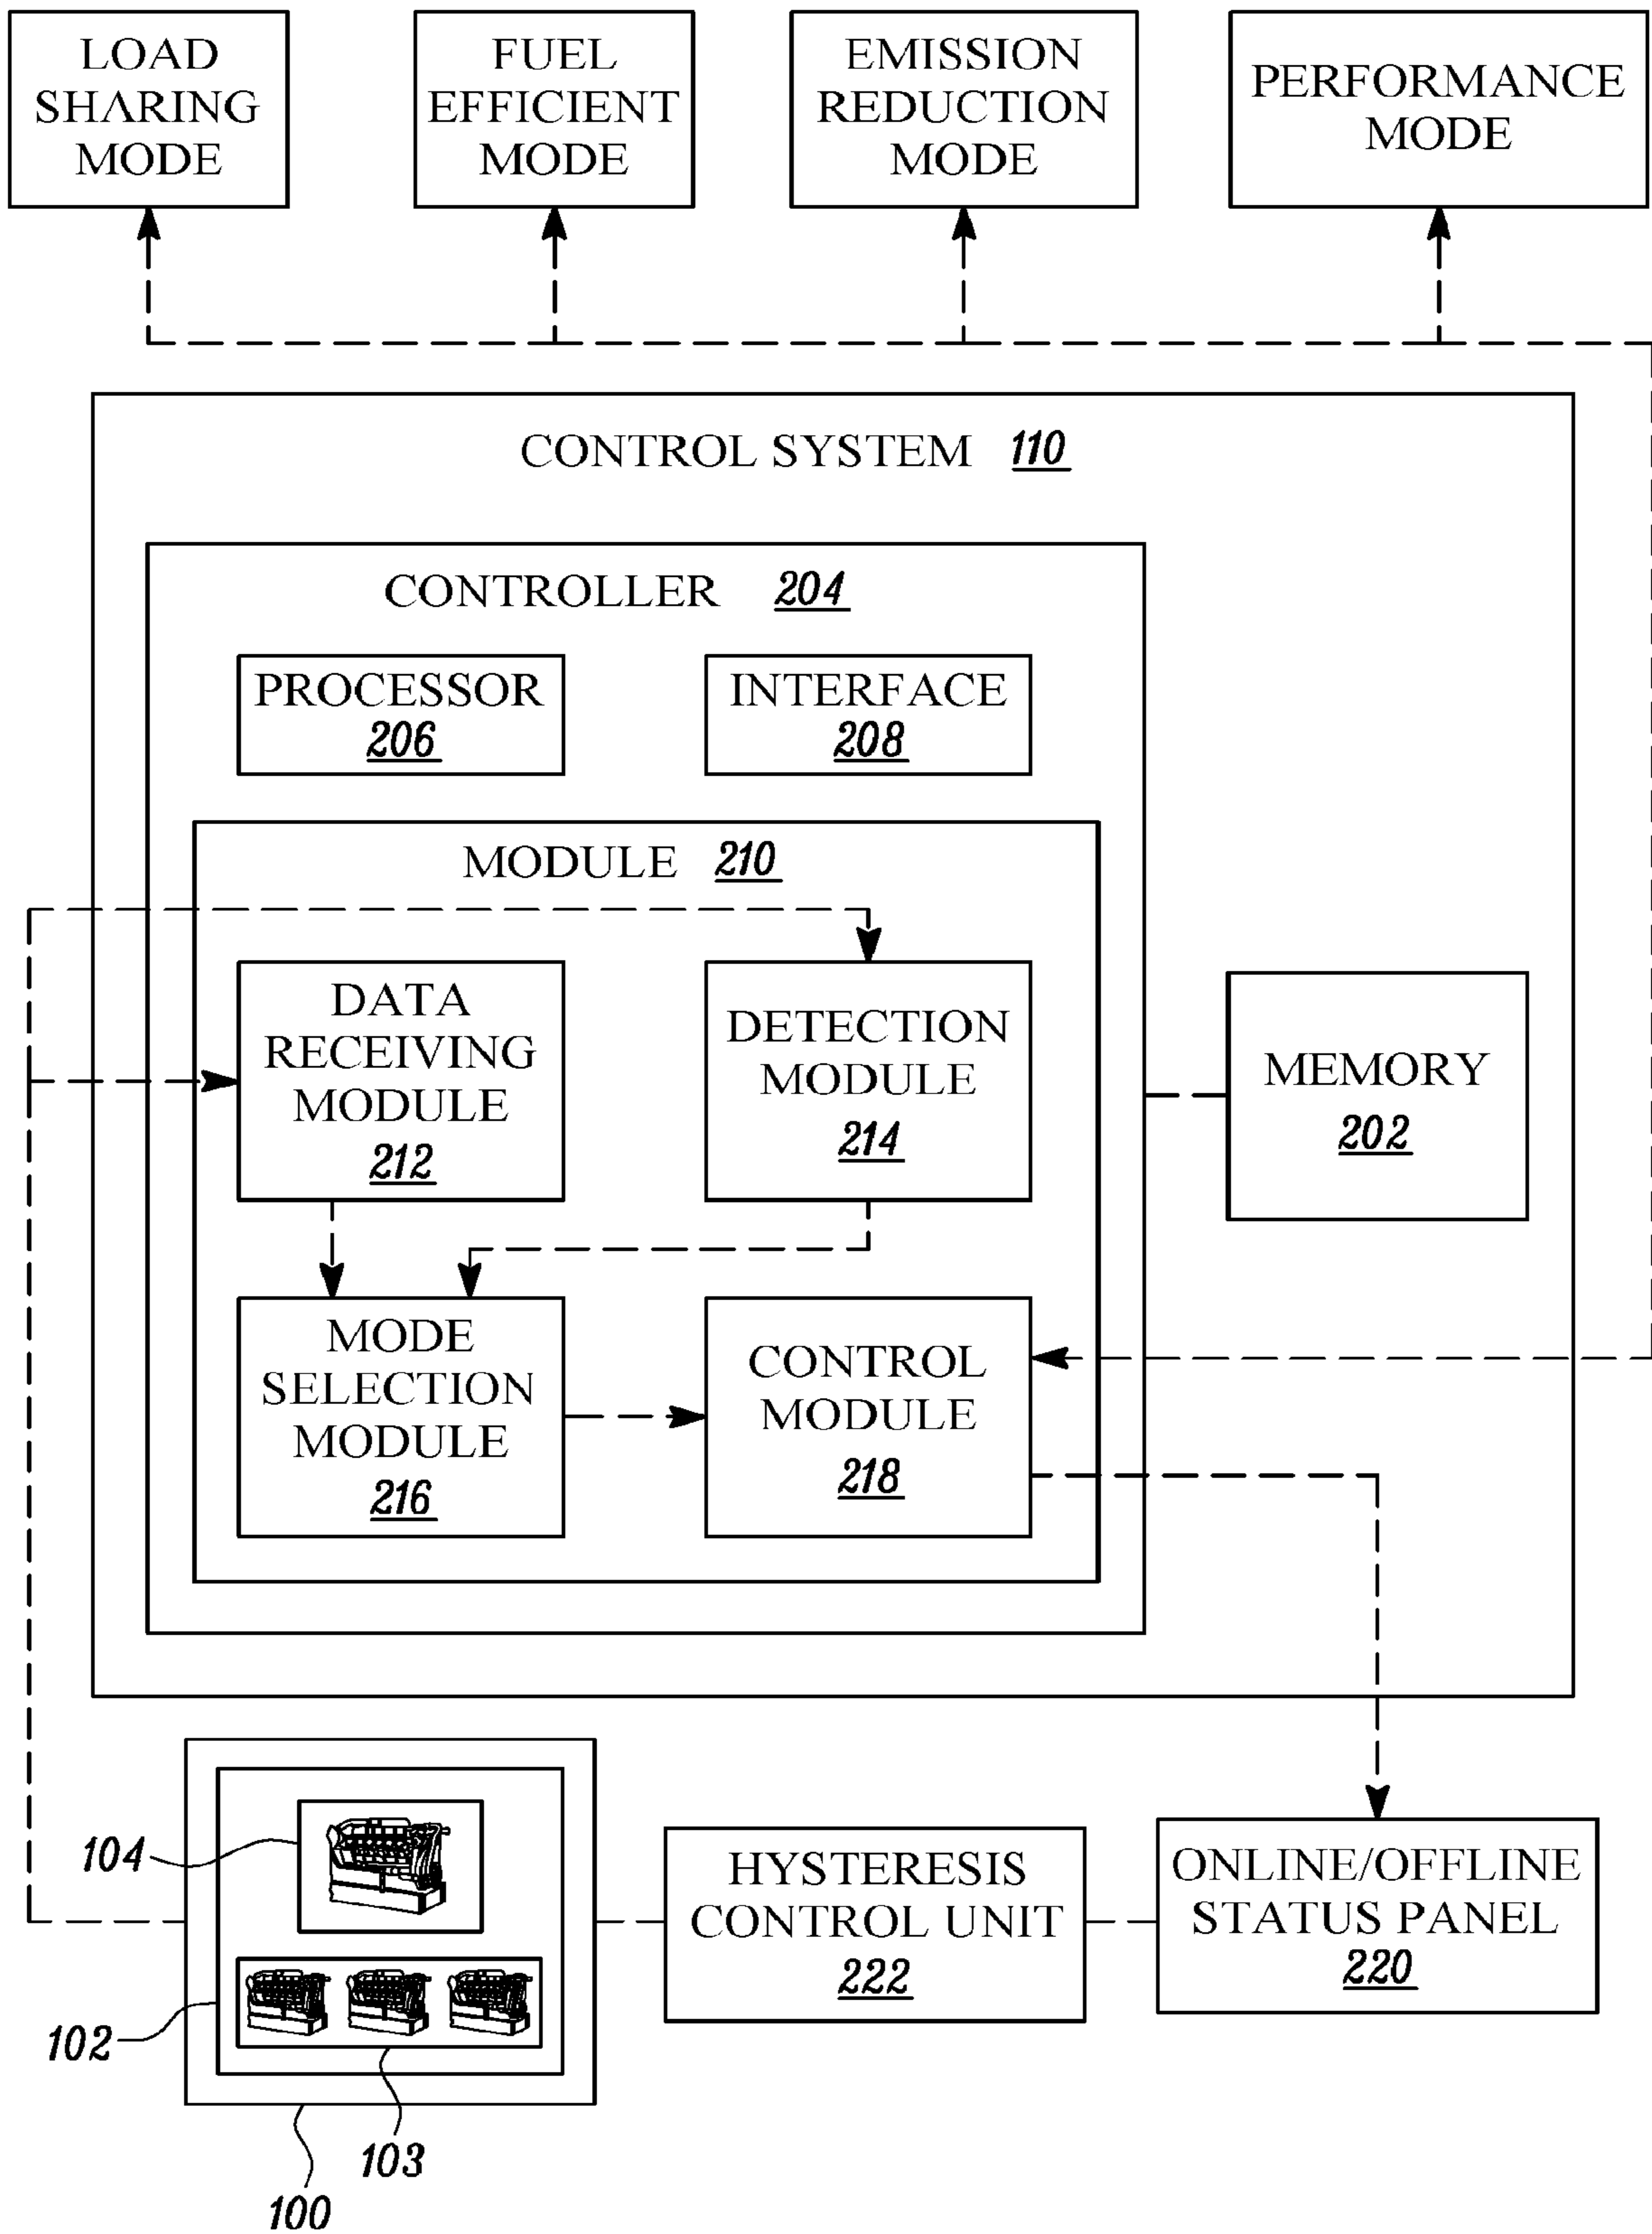 LOAD
SHARING
MODE
FUEL
EFFICIENT
MODE
EMISSION
REDUCTION
MODE
PERFORMANCE
MODE
CONTROL SYSTEM 110
CONTROLLER 204
PROCESSOR
206
INTERFACE
208
MODULE 210
DATA
RECEIVING
MODULE
212
DETECTION
MODULE
214
MEMORY
202
MODE
SELECTION
MODULE
216
CONTROL
MODULE
218
104
102
103
100
HYSTERESIS
CONTROL UNIT
222
ONLINE/OFFLINE
STATUS PANEL
220